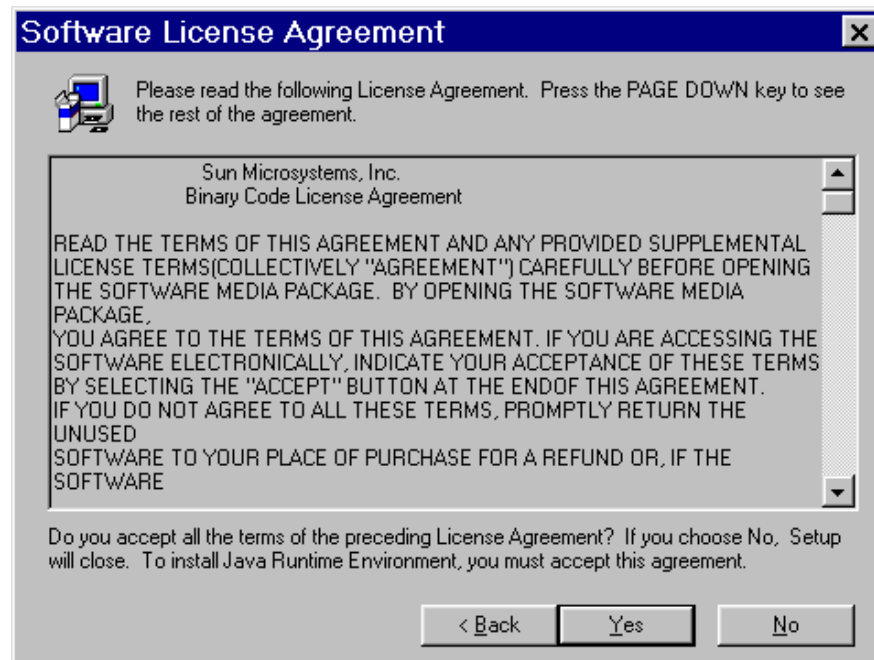 Software License Agreement
Please read the following License Agreement. Press the PAGE DOWN key to see
the rest of the agreement.
Sun Microsystems, Inc.
Binary Code License Agreement
READ THE TERMS OF THIS AGREEMENT AND ANY PROVIDED SUPPLEMENTAL
LICENSE TERMS(COLLECTIVELY "AGREEMENT") CAREFULLY BEFORE OPENING
THE SOFTWARE MEDIA PACKAGE. BY OPENING THE SOFTWARE MEDIA
PACKAGE,
YOU AGREE TO THE TERMS OF THIS AGREEMENT. IF YOU ARE ACCESSING THE
SOFTWARE ELECTRONICALLY, INDICATE YOUR ACCEPTANCE OF THESE TERMS
BY SELECTING THE "ACCEPT" BUTTON AT THE ENDOF THIS AGREEMENT.
IF YOU DO NOT AGREE TO ALL THESE TERMS, PROMPTLY RETURN THE
UNUSED
SOFTWARE TO YOUR PLACE OF PURCHASE FOR A REFUND OR, IF THE
SOFTWARE
Do you accept all the terms of the preceding License Agreement? If you choose No, Setup
will close. To install Java Runtime Environment, you must accept this agreement.
< Back Yes No